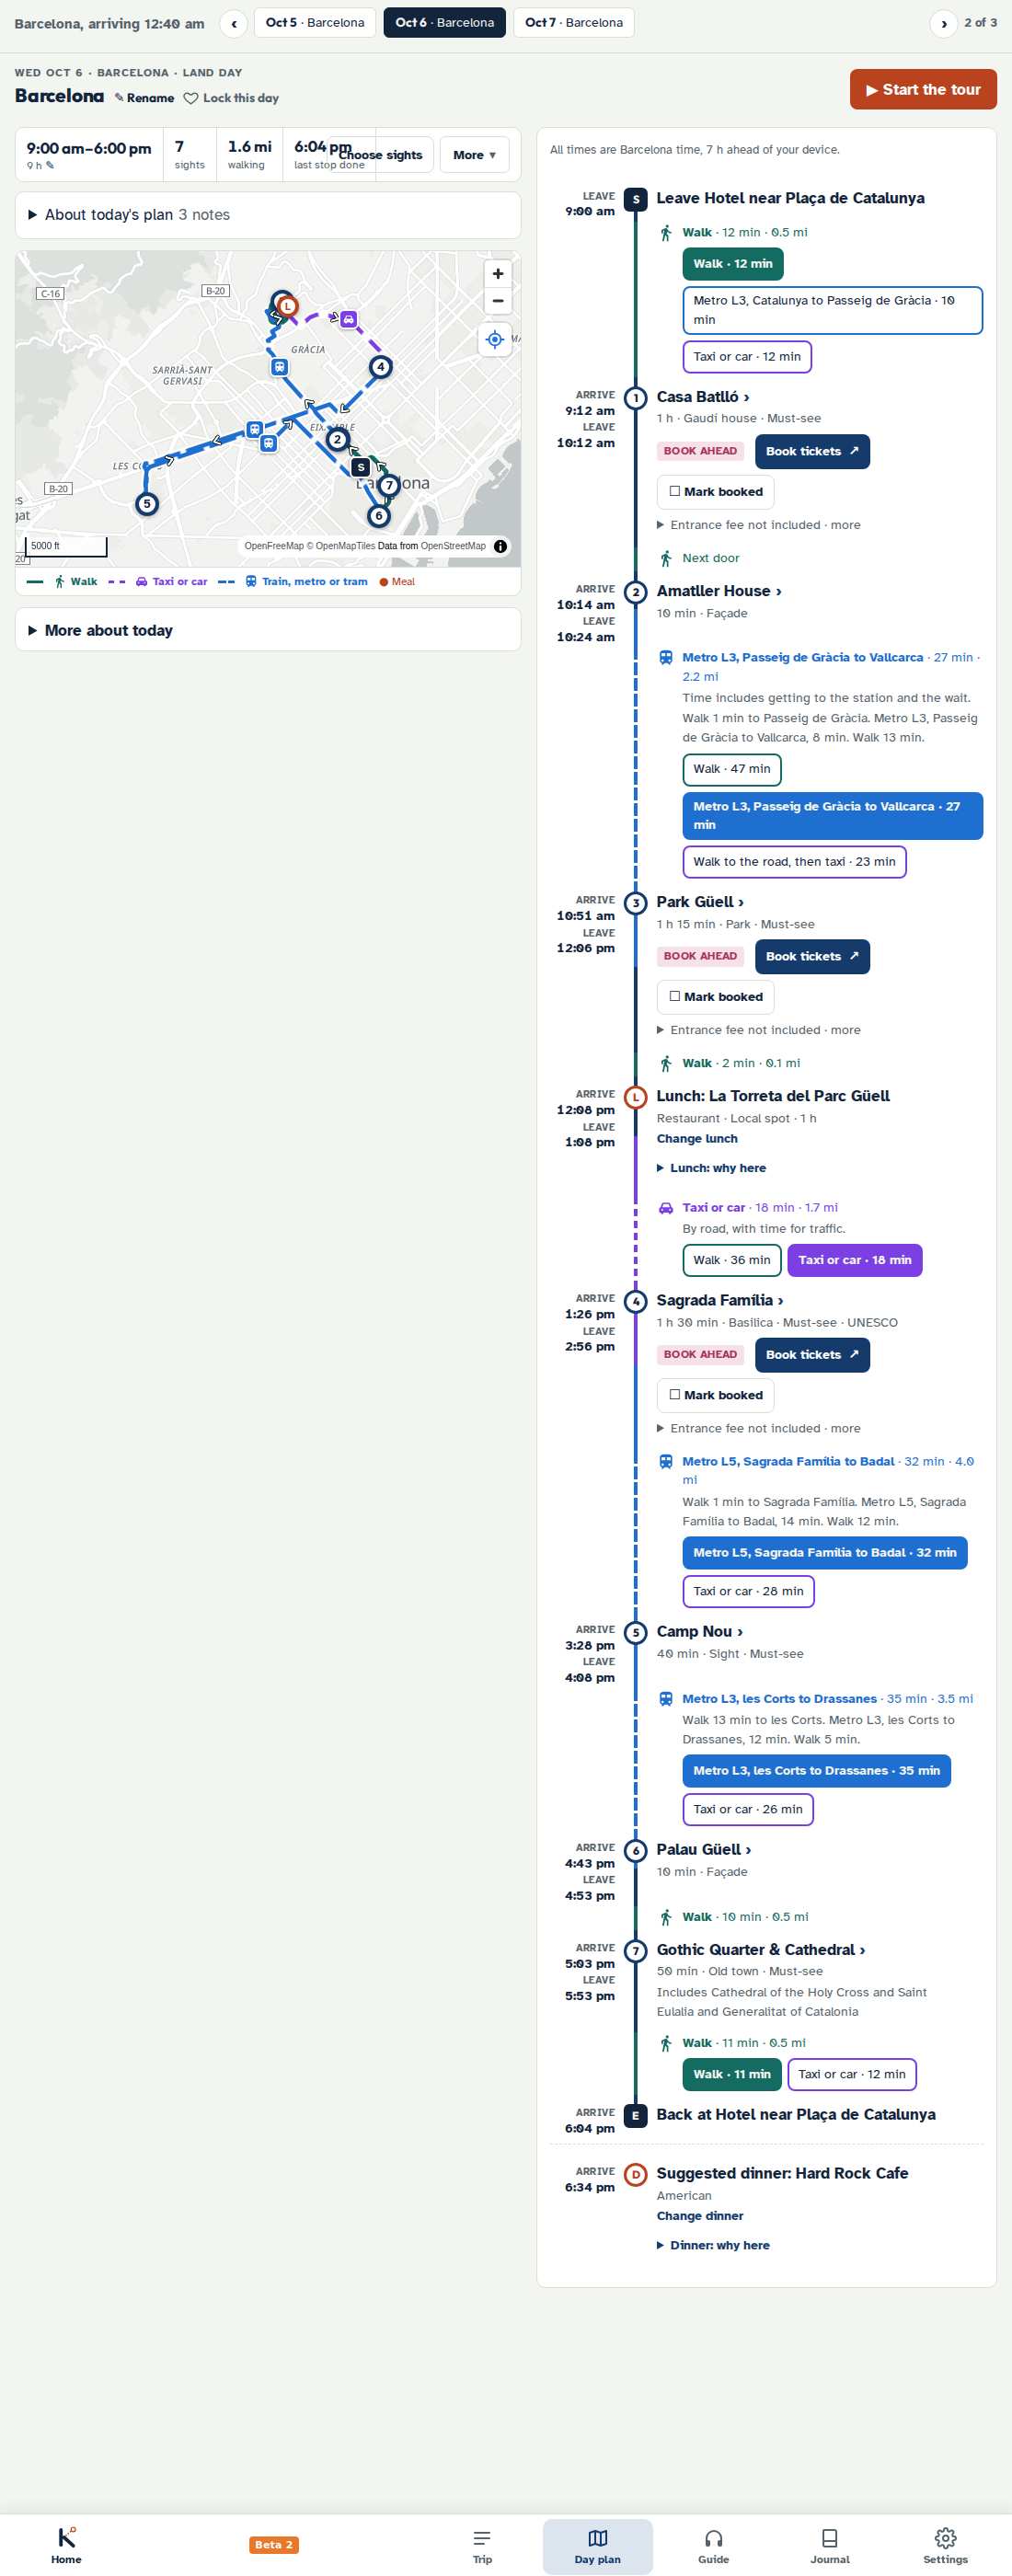 Barcelona, arriving 12:40 am
‹
Oct 5 · Barcelona
Oct 6 · Barcelona
Oct 7 · Barcelona
›
2 of 3
WED OCT 6 · BARCELONA · LAND DAY
Barcelona
✎ Rename
Lock this day
▶ Start the tour
9:00 am–6:00 pm
9 h ✎
7
sights
1.6 mi
walking
6:04 pm
last stop done
Choose sights
More ▾
▶ About today's plan 3 notes
C-16
B-20
GRÀCIA
SARRIÀ-SANT
GERVASI
B-20
L
4
2
S
7
5
6
+
−
5000 ft
OpenFreeMap © OpenMapTiles Data from OpenStreetMap
Walk
Taxi or car
Train, metro or tram
Meal
▶ More about today
All times are Barcelona time, 7 h ahead of your device.
LEAVE
9:00 am
S
Leave Hotel near Plaça de Catalunya
Walk · 12 min · 0.5 mi
Walk · 12 min
Metro L3, Catalunya to Passeig de Gràcia · 10
min
Taxi or car · 12 min
ARRIVE
9:12 am
LEAVE
10:12 am
1
Casa Batlló ›
1 h · Gaudí house · Must-see
BOOK AHEAD
Book tickets ↗
☐ Mark booked
▶ Entrance fee not included · more
Next door
ARRIVE
10:14 am
LEAVE
10:24 am
2
Amatller House ›
10 min · Façade
Metro L3, Passeig de Gràcia to Vallcarca · 27 min ·
2.2 mi
Time includes getting to the station and the wait.
Walk 1 min to Passeig de Gràcia. Metro L3, Passeig
de Gràcia to Vallcarca, 8 min. Walk 13 min.
Walk · 47 min
Metro L3, Passeig de Gràcia to Vallcarca · 27
min
Walk to the road, then taxi · 23 min
ARRIVE
10:51 am
LEAVE
12:06 pm
3
Park Güell ›
1 h 15 min · Park · Must-see
BOOK AHEAD
Book tickets ↗
☐ Mark booked
▶ Entrance fee not included · more
Walk · 2 min · 0.1 mi
ARRIVE
12:08 pm
LEAVE
1:08 pm
L
Lunch: La Torreta del Parc Güell
Restaurant · Local spot · 1 h
Change lunch
▶ Lunch: why here
Taxi or car · 18 min · 1.7 mi
By road, with time for traffic.
Walk · 36 min
Taxi or car · 18 min
ARRIVE
1:26 pm
LEAVE
2:56 pm
4
Sagrada Família ›
1 h 30 min · Basilica · Must-see · UNESCO
BOOK AHEAD
Book tickets ↗
☐ Mark booked
▶ Entrance fee not included · more
Metro L5, Sagrada Família to Badal · 32 min · 4.0
mi
Walk 1 min to Sagrada Família. Metro L5, Sagrada
Família to Badal, 14 min. Walk 12 min.
Metro L5, Sagrada Família to Badal · 32 min
Taxi or car · 28 min
ARRIVE
3:28 pm
LEAVE
4:08 pm
5
Camp Nou ›
40 min · Sight · Must-see
Metro L3, les Corts to Drassanes · 35 min · 3.5 mi
Walk 13 min to les Corts. Metro L3, les Corts to
Drassanes, 12 min. Walk 5 min.
Metro L3, les Corts to Drassanes · 35 min
Taxi or car · 26 min
ARRIVE
4:43 pm
LEAVE
4:53 pm
6
Palau Güell ›
10 min · Façade
Walk · 10 min · 0.5 mi
ARRIVE
5:03 pm
LEAVE
5:53 pm
7
Gothic Quarter & Cathedral ›
50 min · Old town · Must-see
Includes Cathedral of the Holy Cross and Saint
Eulalia and Generalitat of Catalonia
Walk · 11 min · 0.5 mi
Walk · 11 min
Taxi or car · 12 min
ARRIVE
6:04 pm
E
Back at Hotel near Plaça de Catalunya
ARRIVE
6:34 pm
D
Suggested dinner: Hard Rock Cafe
American
Change dinner
▶ Dinner: why here
Home
Beta 2
Trip
Day plan
Guide
Journal
Settings